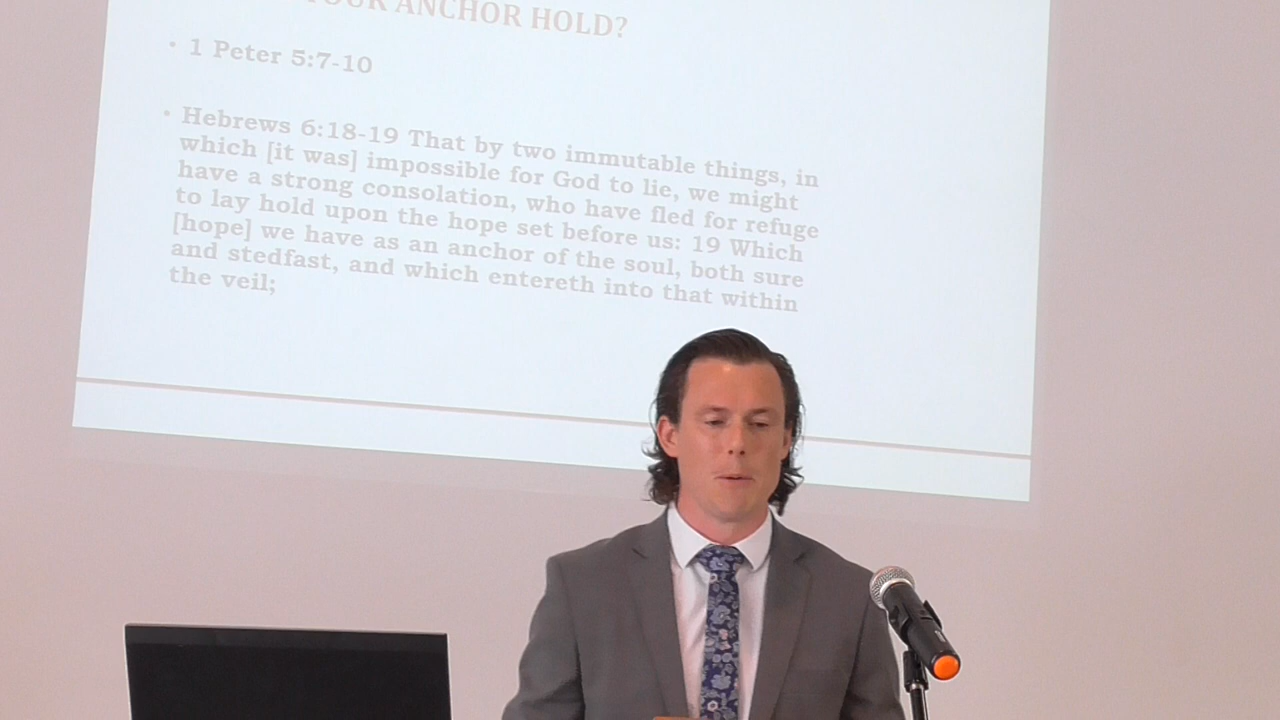 YOUR ANCHOR HOLD?
• 1 Peter 5:7-10
• Hebrews 6:18-19 That by two immutable things, in
which [it was] impossible for God to lie, we might
have a strong consolation, who have fled for refuge
to lay hold upon the hope set before us: 19 Which
[hope] we have as an anchor of the soul, both sure
and stedfast, and which entereth into that within
the veil;